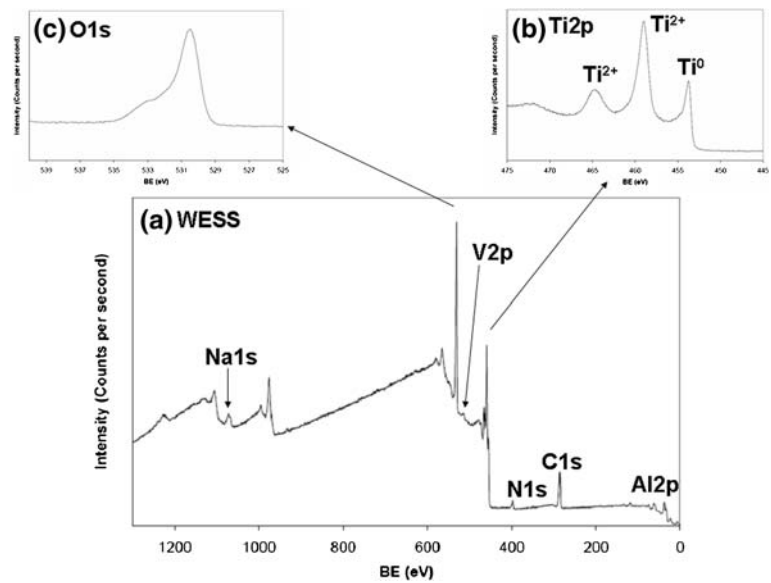 (c) O1s
Intensity (Counts per second)
539 537 535 533 531 529 527 525
BE (eV)
(b) Ti2p
Ti²⁺
Ti²⁺
Ti⁰
Intensity (Counts per second)
475 470 465 460 455 450 445
BE (eV)
(a) WESS
V2p
Na1s
N1s
C1s
Al2p
Intensity (Counts per second)
1200 1000 800 600 400 200 0
BE (eV)